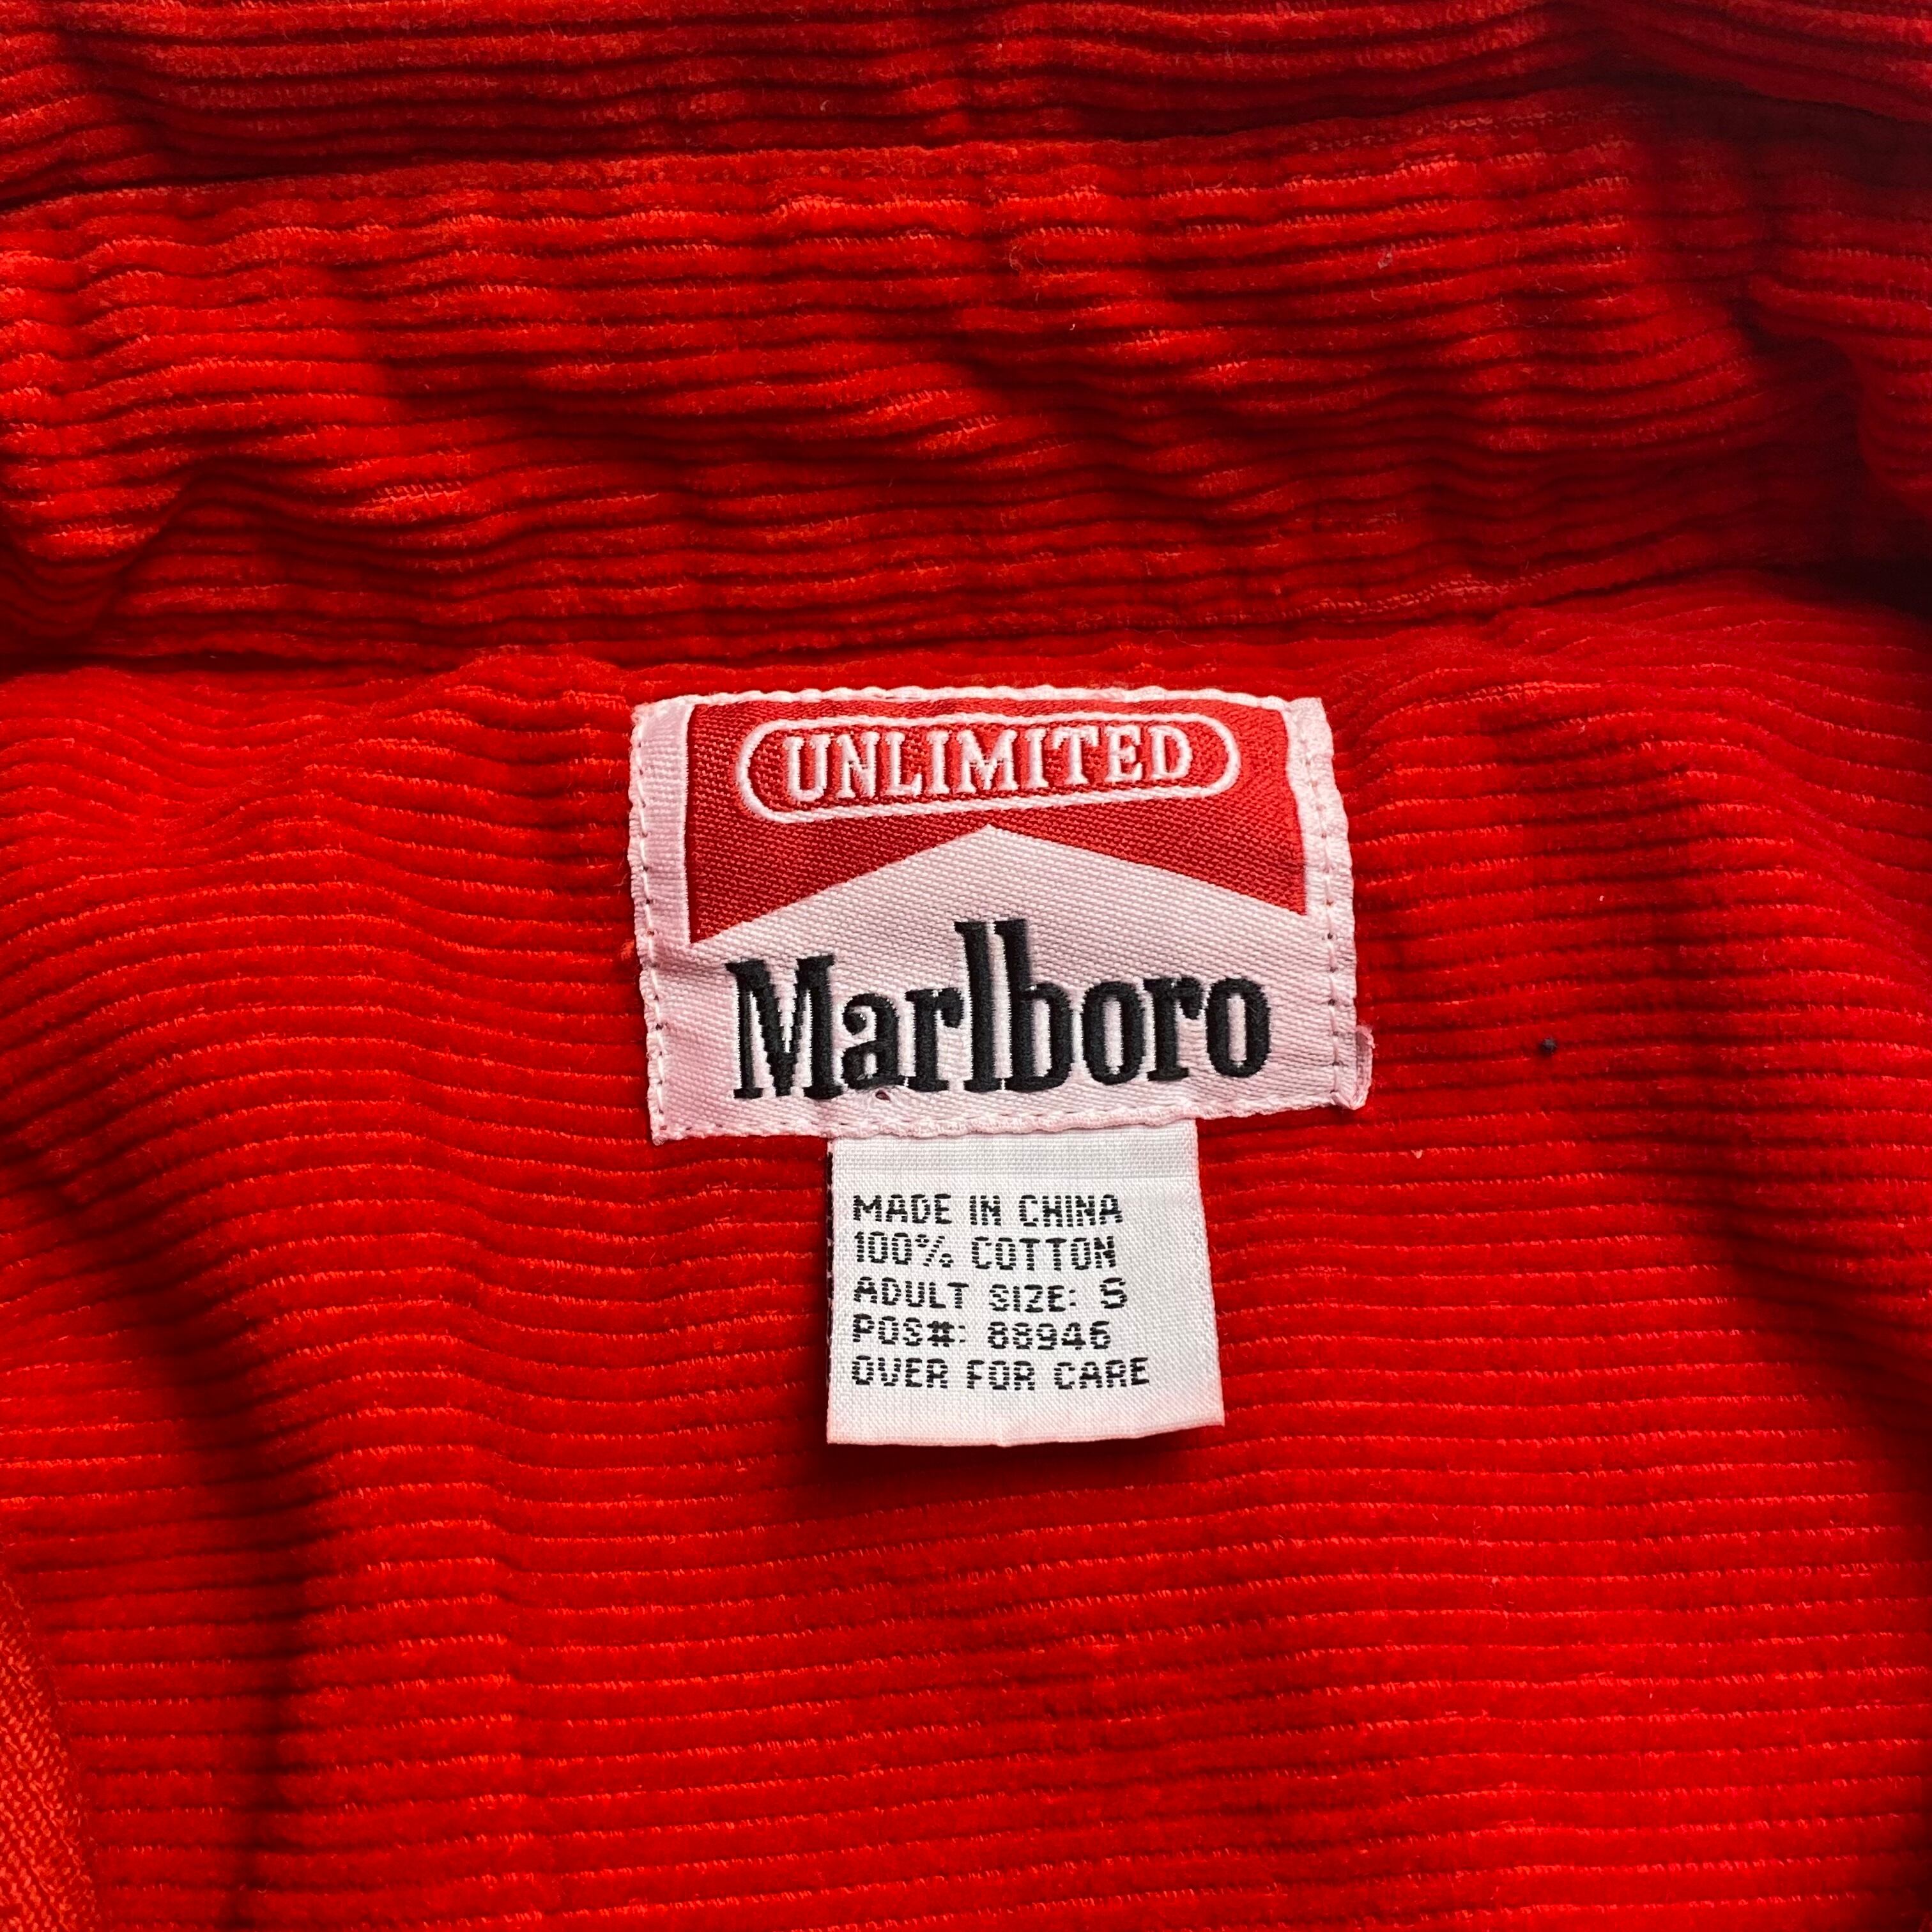 UNLIMITED
Marlboro
MADE IN CHINA
100% COTTON
ADULT SIZE: S
POS#: 88946
OVER FOR CARE